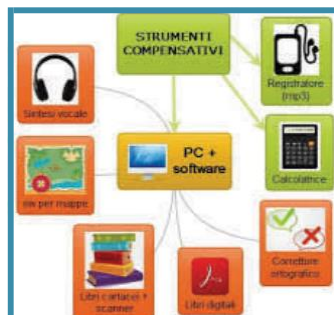 STRUMENTI
COMPENSATIVI
Registratore
(mp3)
Sintesi vocale
PC +
software
Calcolatrice
sw per mappe
Correttore
ortografico
Libri cartacei +
scanner
Libri digitali